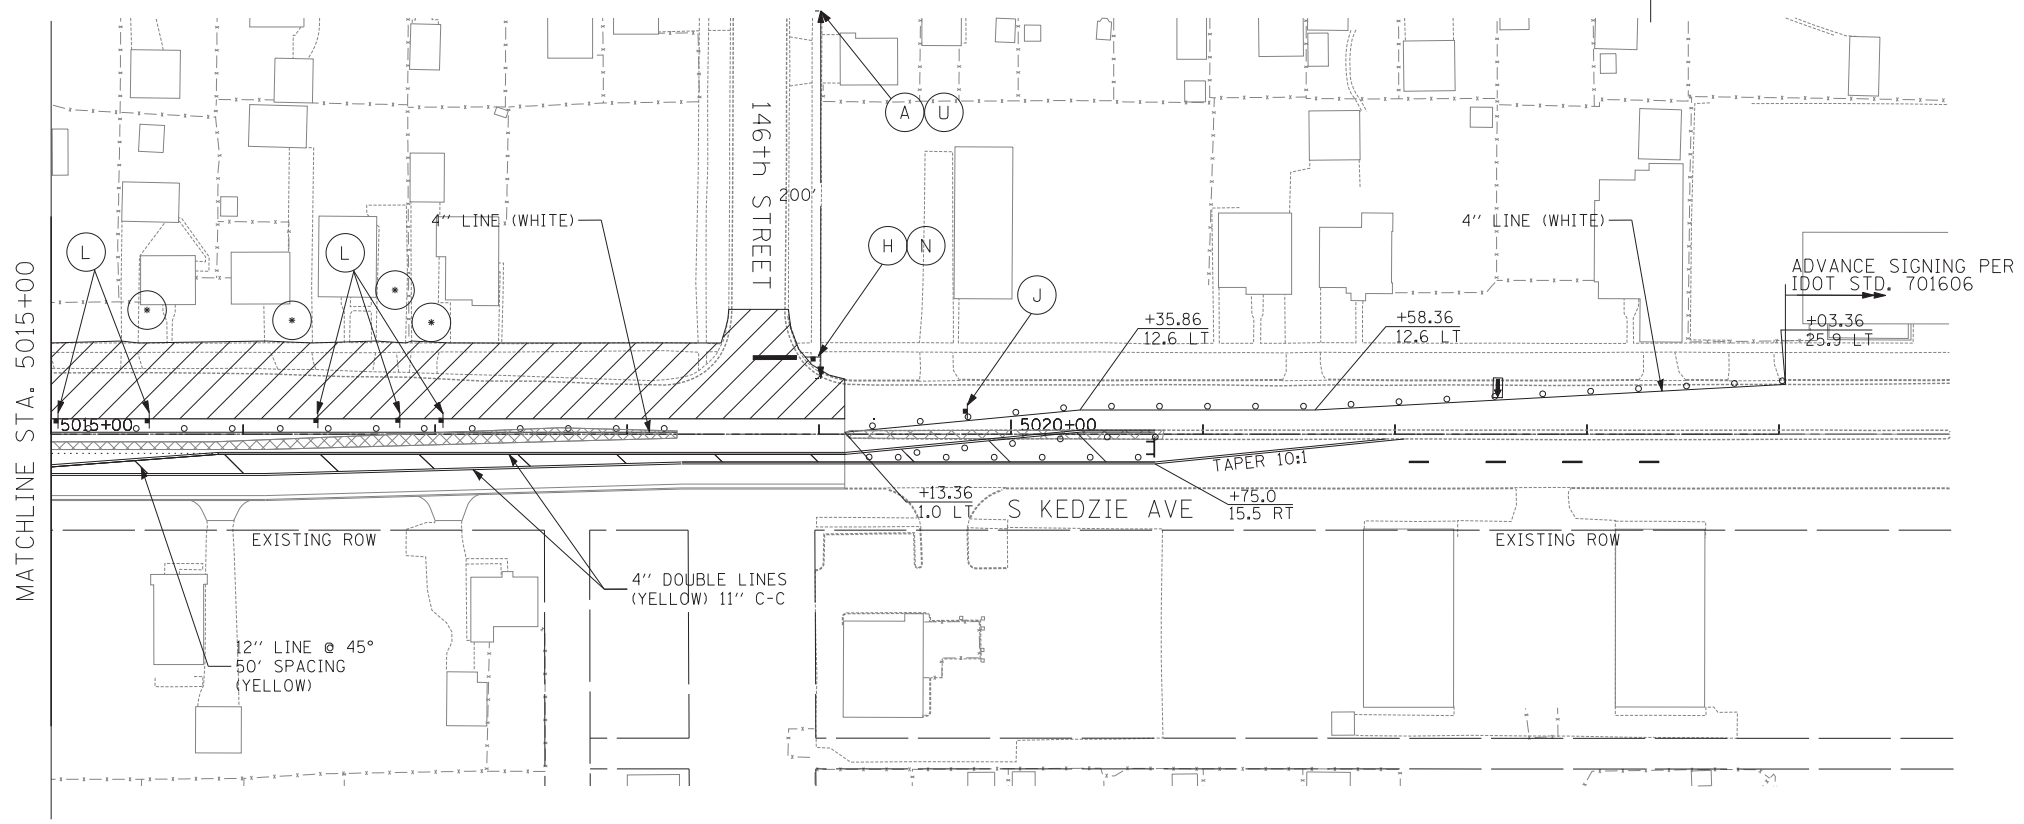 MATCHLINE STA. 5015+00
146th STREET
200'
A U
H N
L
L
J
4" LINE (WHITE)
4" LINE (WHITE)
ADVANCE SIGNING PER
IDOT STD. 701606
+35.86
12.6 LT
+58.36
12.6 LT
+03.36
25.9 LT
5015+00
5020+00
TAPER 10:1
+13.36
1.0 LT
S KEDZIE AVE
+75.0
15.5 RT
EXISTING ROW
EXISTING ROW
4" DOUBLE LINES
(YELLOW) 11" C-C
12" LINE @ 45°
50' SPACING
(YELLOW)